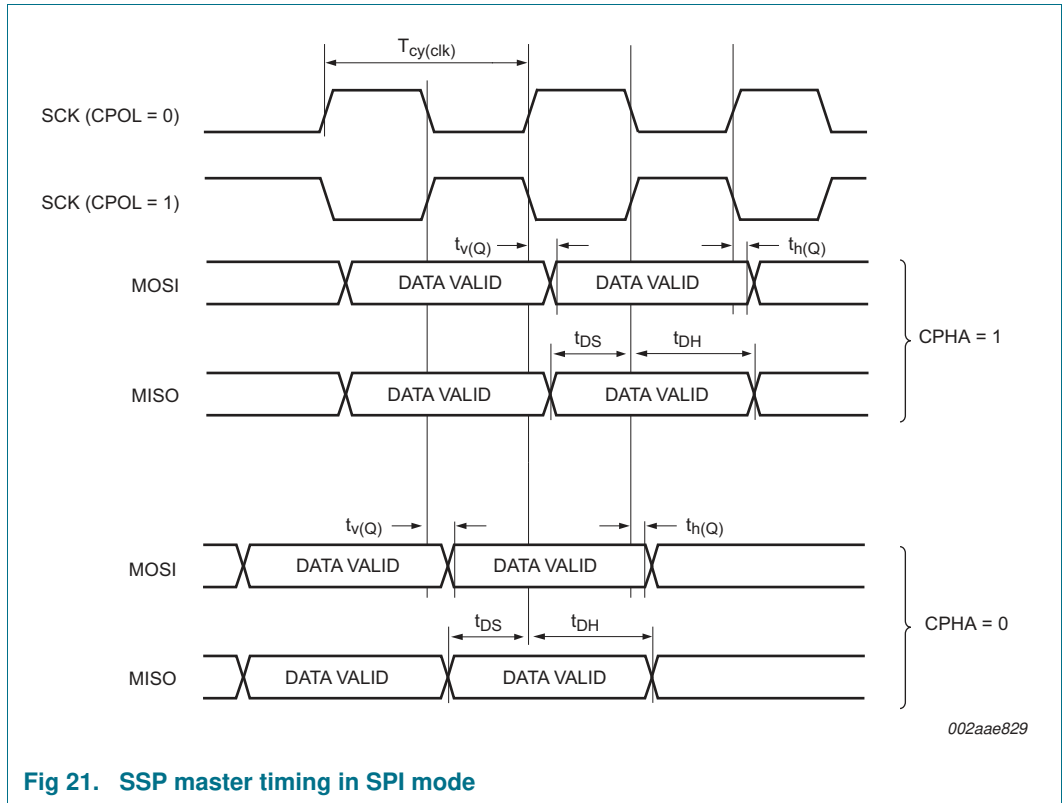 Tcy(clk)
SCK (CPOL = 0)
SCK (CPOL = 1)
tv(Q)
th(Q)
MOSI
DATA VALID
DATA VALID
tDS
tDH
CPHA = 1
MISO
DATA VALID
DATA VALID
tv(Q)
th(Q)
MOSI
DATA VALID
DATA VALID
tDS
tDH
CPHA = 0
MISO
DATA VALID
DATA VALID
002aae829
Fig 21. SSP master timing in SPI mode